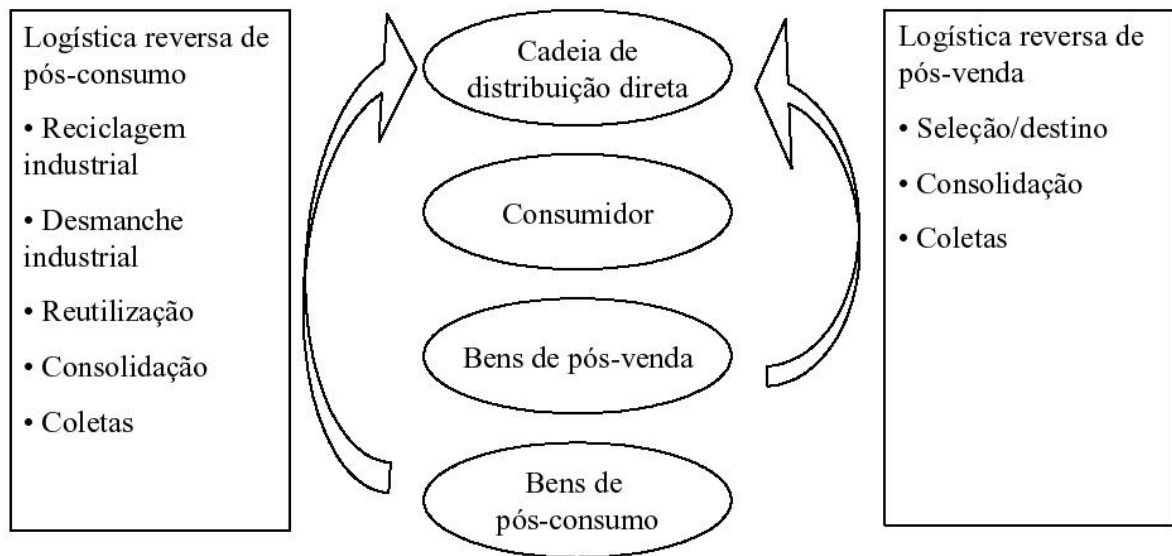 Logística reversa de
pós-consumo
• Reciclagem
industrial
• Desmanche
industrial
• Reutilização
• Consolidação
• Coletas
Cadeia de
distribuição direta
Consumidor
Bens de pós-venda
Bens de
pós-consumo
Logística reversa de
pós-venda
• Seleção/destino
• Consolidação
• Coletas